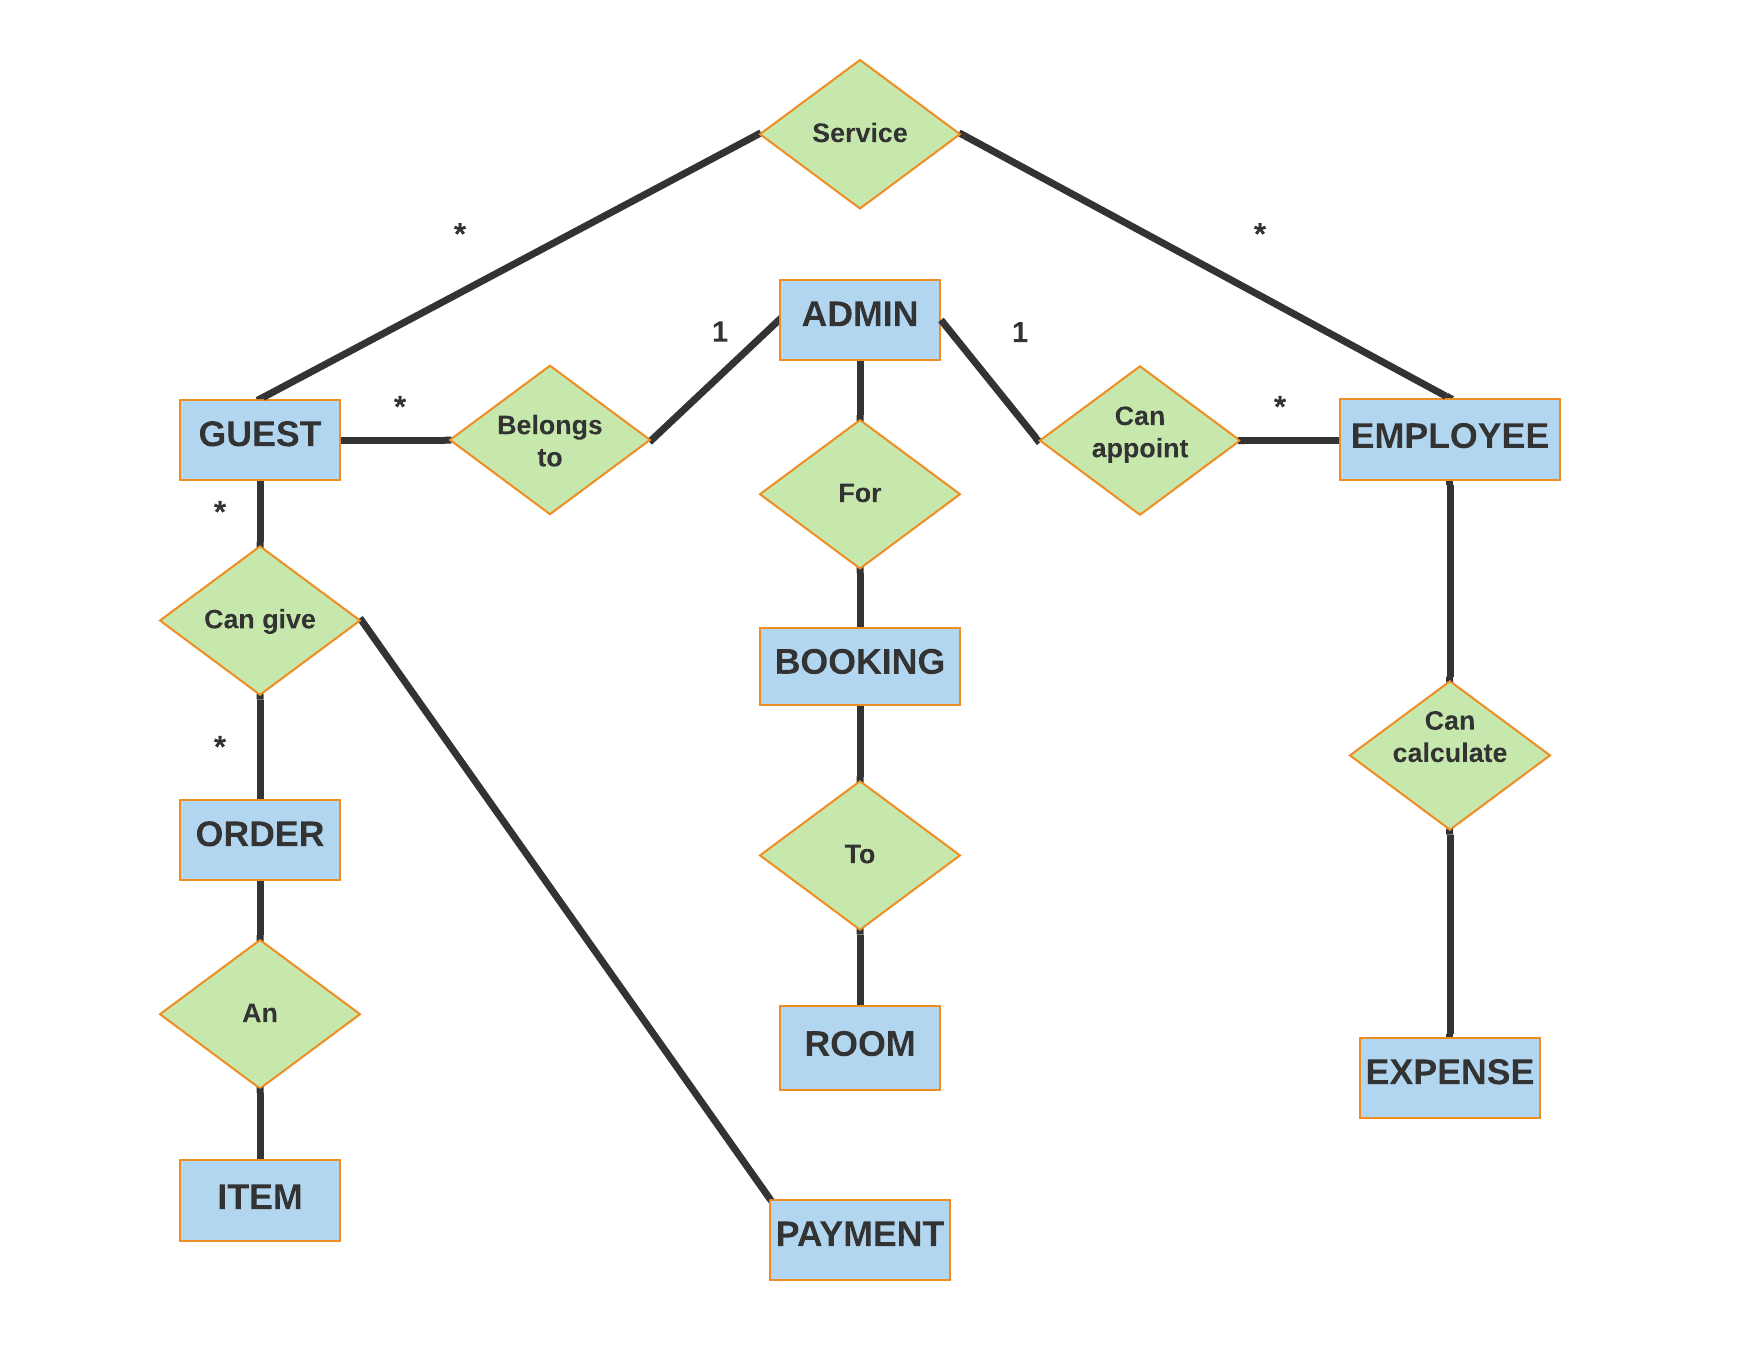 Service
*
*
ADMIN
1
1
GUEST
*
Belongs
to
Can
appoint
*
EMPLOYEE
For
*
Can give
BOOKING
*
Can
calculate
ORDER
To
An
ROOM
EXPENSE
ITEM
PAYMENT